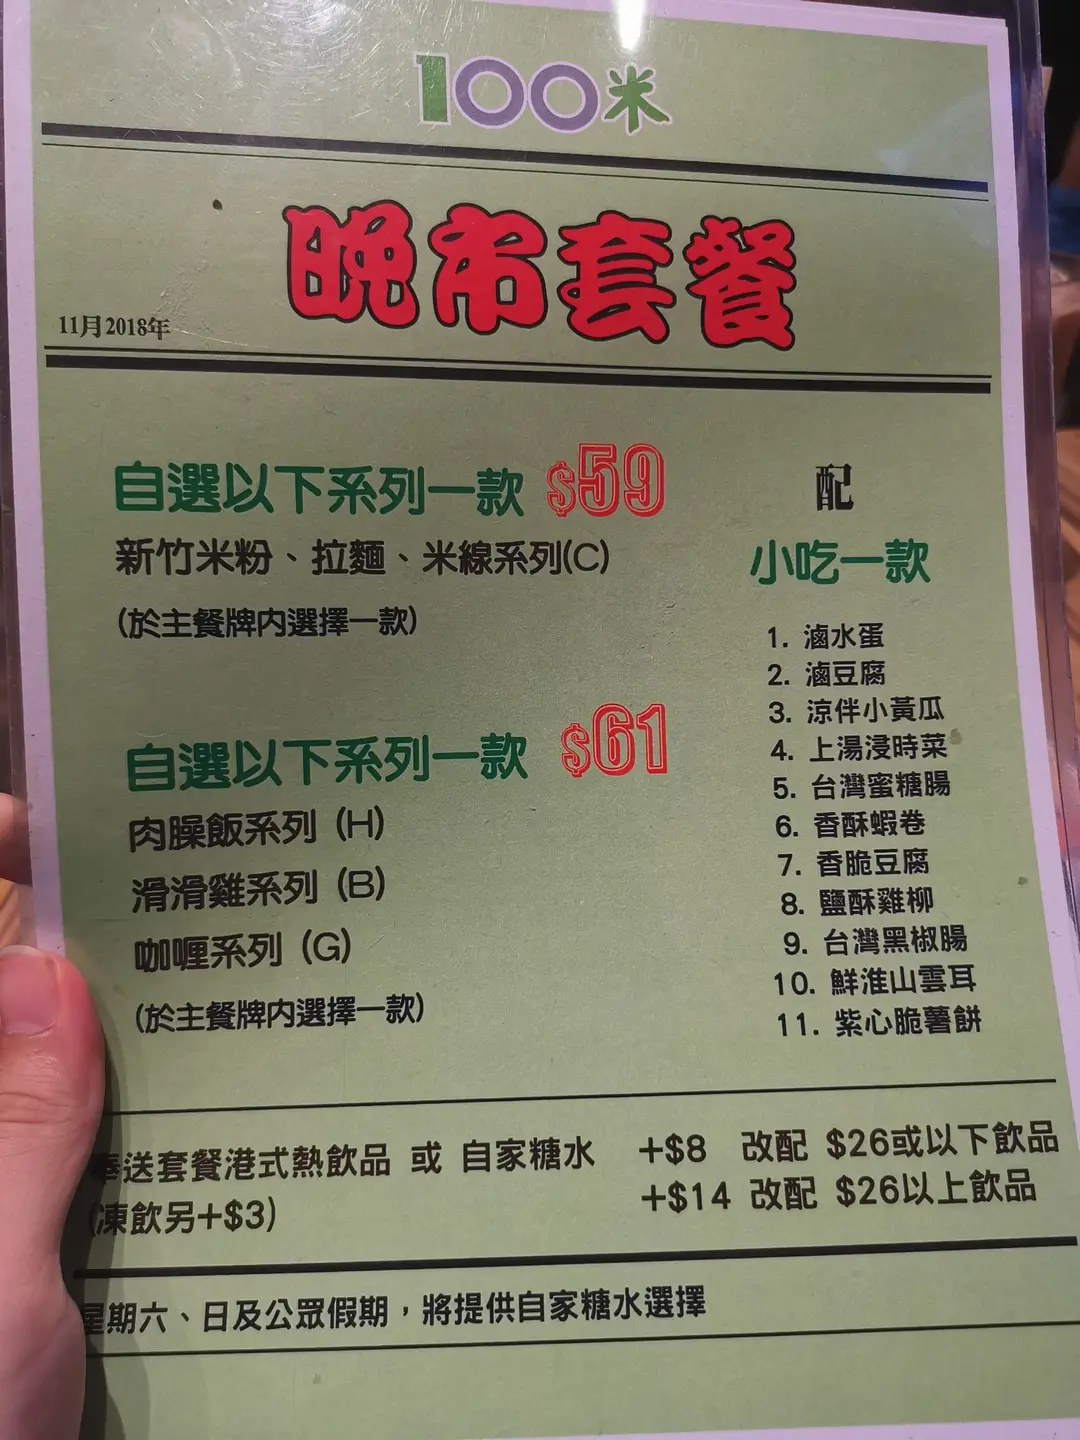 100米
晚市套餐
11月2018年
自選以下系列一款 $59
新竹米粉、拉麵、米線系列(C)
(於主餐牌內選擇一款)
自選以下系列一款 $61
肉臊飯系列 (H)
滑滑雞系列 (B)
咖喱系列 (G)
(於主餐牌內選擇一款)
配
小吃一款
1. 滷水蛋
2. 滷豆腐
3. 涼伴小黃瓜
4. 上湯浸時菜
5. 台灣蜜糖腸
6. 香酥蝦卷
7. 香脆豆腐
8. 鹽酥雞柳
9. 台灣黑椒腸
10. 鮮淮山雲耳
11. 紫心脆薯餅
奉送套餐港式熱飲品 或 自家糖水 +$8 改配 $26或以下飲品
(凍飲另+$3) +$14 改配 $26以上飲品
星期六、日及公眾假期，將提供自家糖水選擇